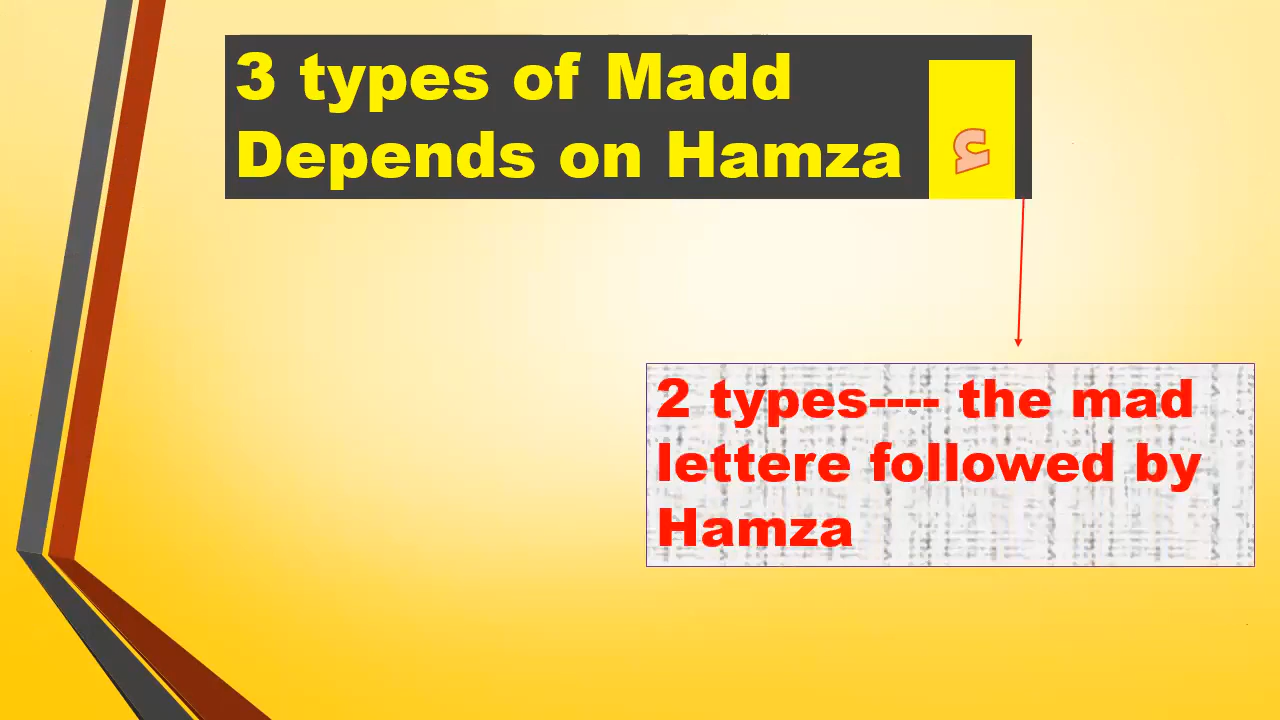 3 types of Madd
Depends on Hamza
ء
2 types---- the mad
lettere followed by
Hamza